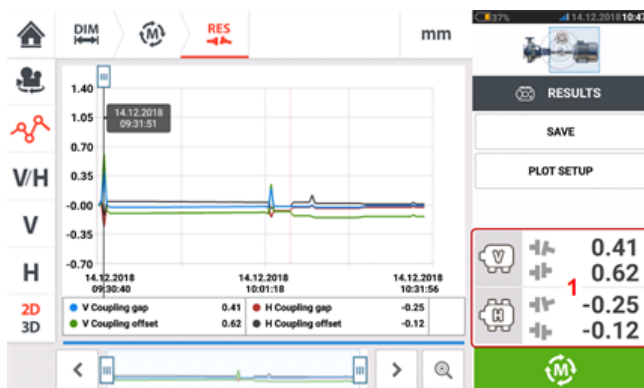 DIM
M
RES
mm
37%
14.12.2018 10:47
RESULTS
SAVE
PLOT SETUP
V/H
V
H
2D
3D
1.40
1.05
0.70
0.35
-0.00
-0.35
-0.70
14.12.2018
09:31:51
14.12.2018
09:30:40
14.12.2018
10:01:18
14.12.2018
10:31:56
V Coupling gap 0.41
H Coupling gap -0.25
V Coupling offset 0.62
H Coupling offset -0.12
V
0.41
0.62
1
H
-0.25
-0.12
M